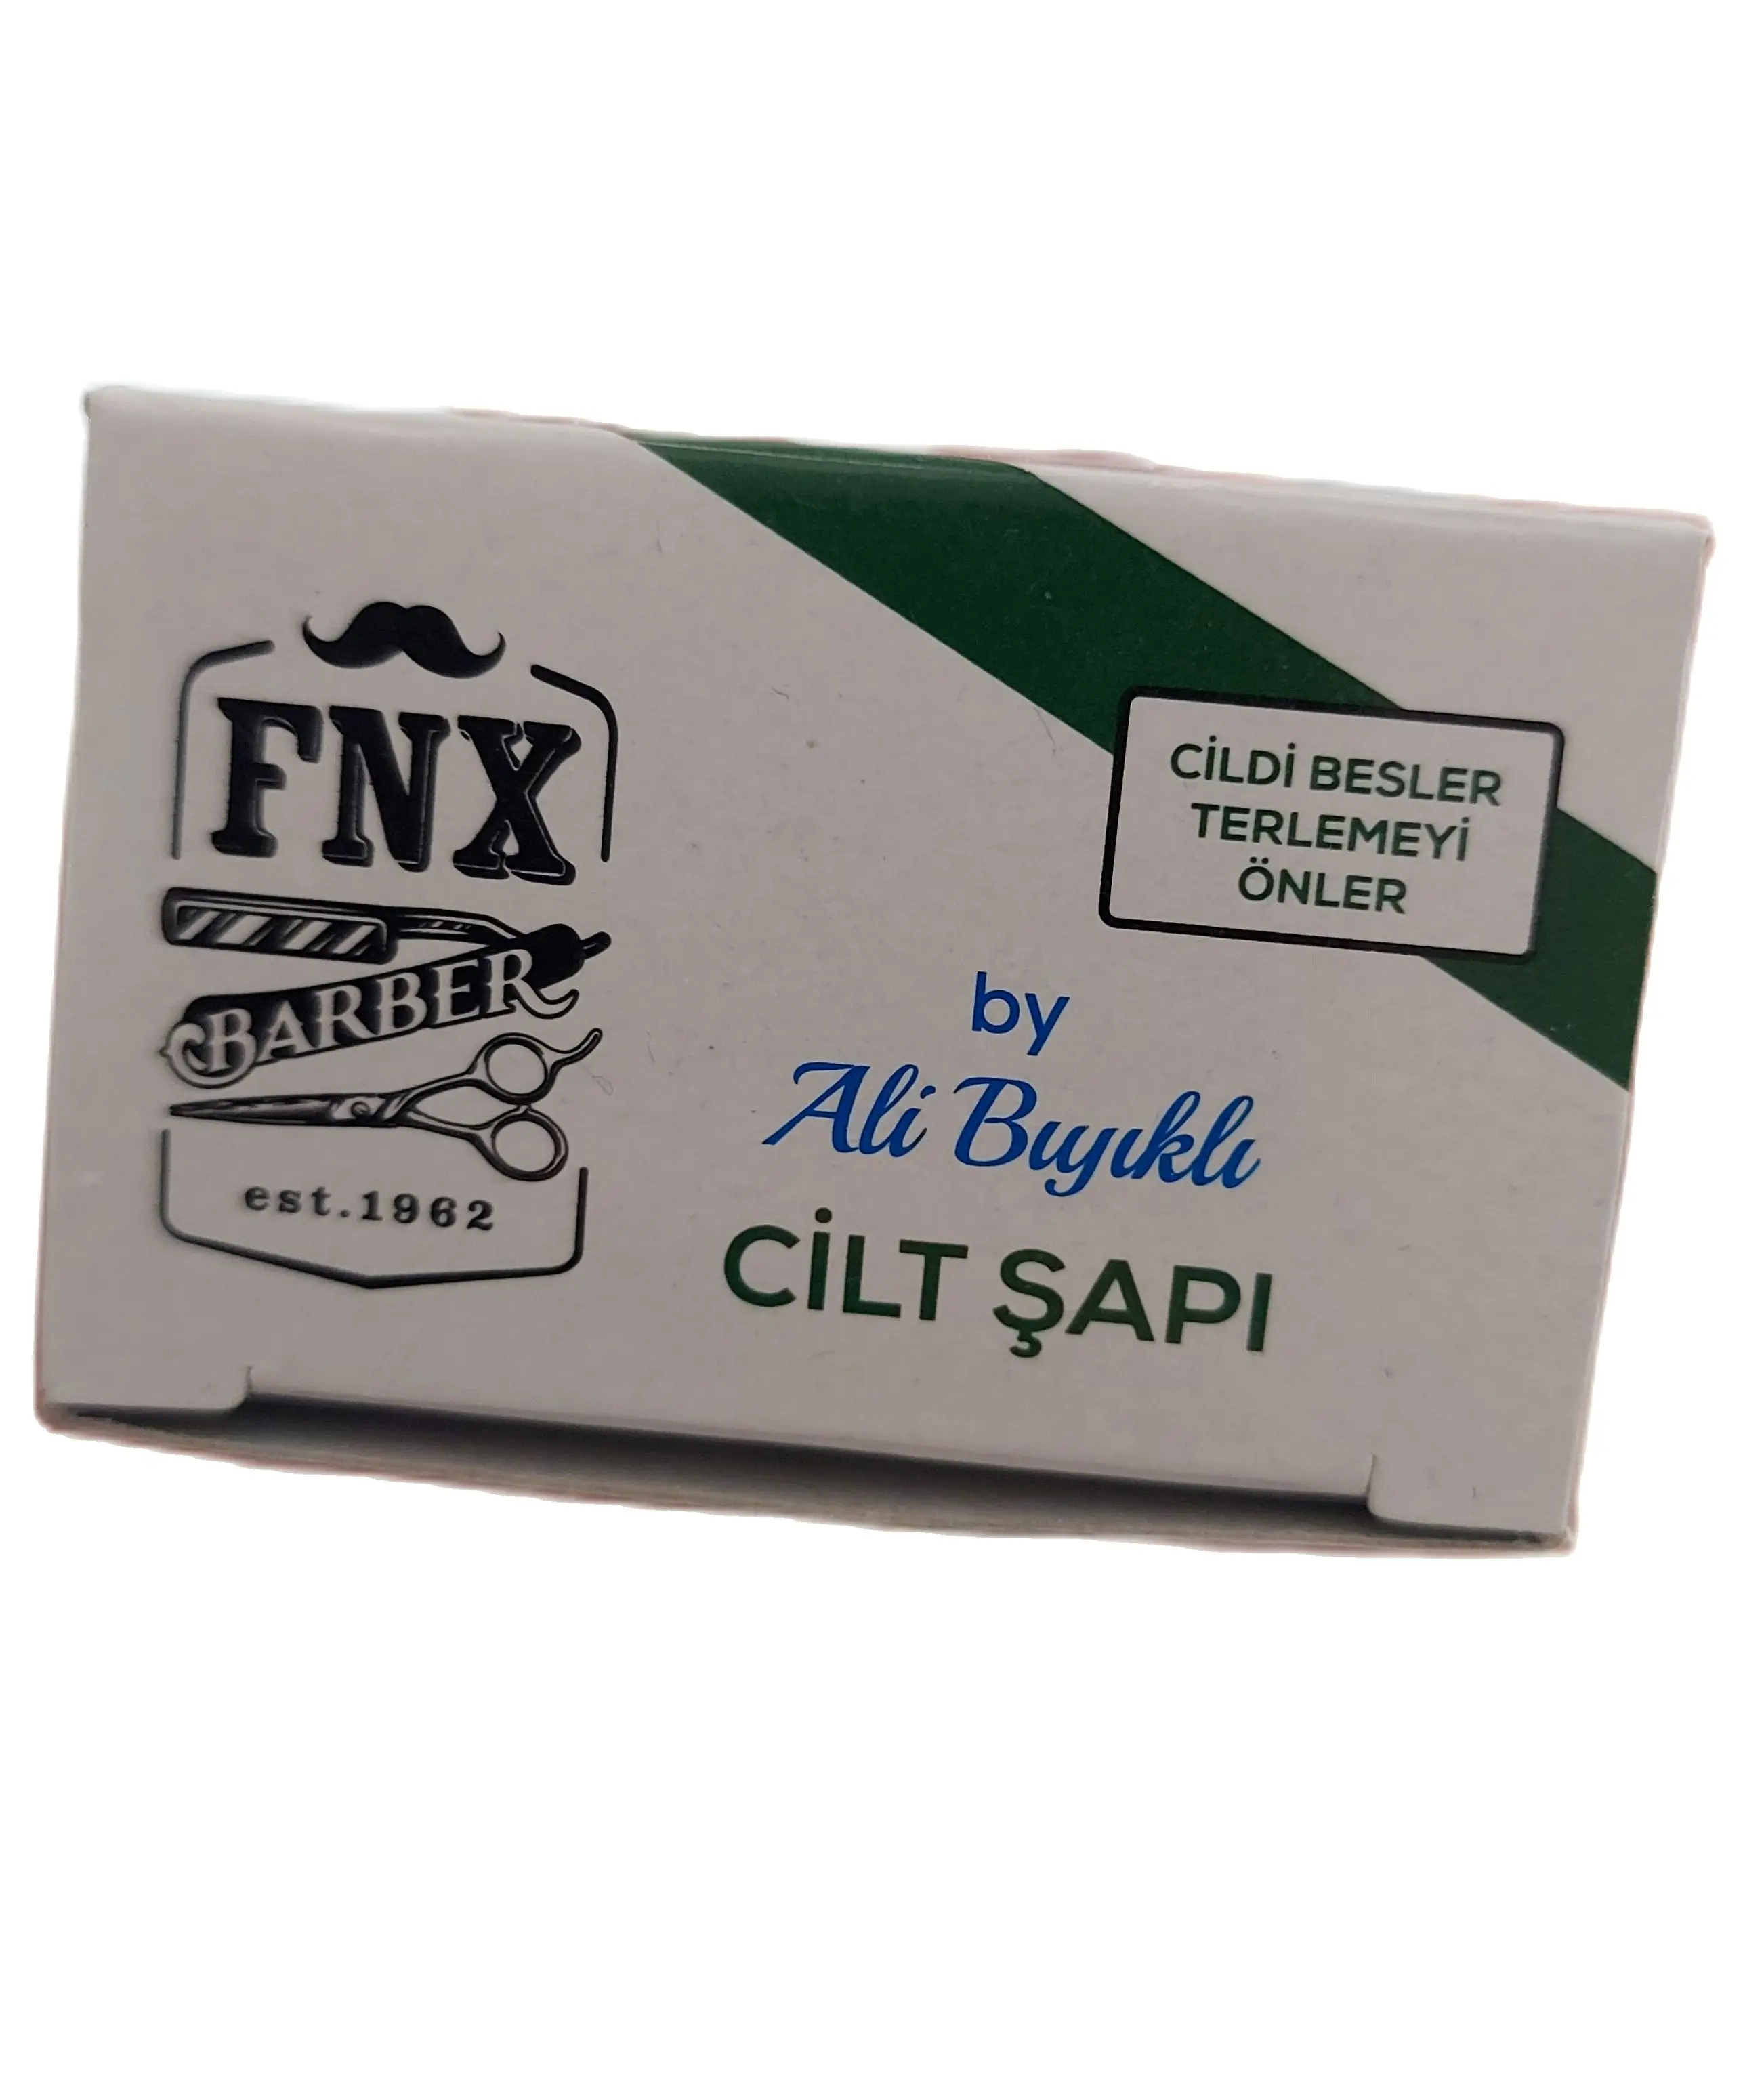 FNX
BARBER
est.1962
CİLDİ BESLER
TERLEMEYİ
ÖNLER
by
Ali Bıyıklı
CİLT ŞAPI